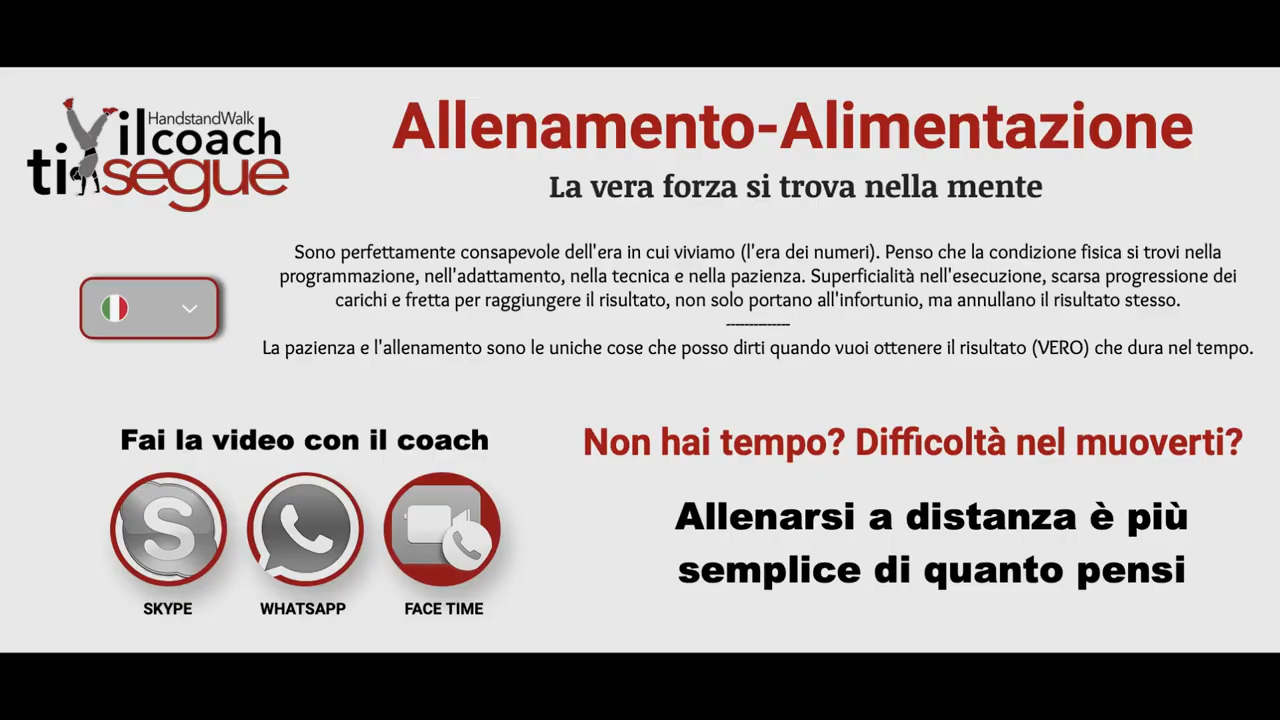 HandstandWalk
ilcoach
ti segue
Allenamento-Alimentazione
La vera forza si trova nella mente
Sono perfettamente consapevole dell'era in cui viviamo (l'era dei numeri). Penso che la condizione fisica si trovi nella
programmazione, nell'adattamento, nella tecnica e nella pazienza. Superficialità nell'esecuzione, scarsa progressione dei
carichi e fretta per raggiungere il risultato, non solo portano all'infortunio, ma annullano il risultato stesso.
--------------
La pazienza e l'allenamento sono le uniche cose che posso dirti quando vuoi ottenere il risultato (VERO) che dura nel tempo.
Fai la video con il coach
S
SKYPE
WHATSAPP
FACE TIME
Non hai tempo? Difficoltà nel muoverti?
Allenarsi a distanza è più
semplice di quanto pensi